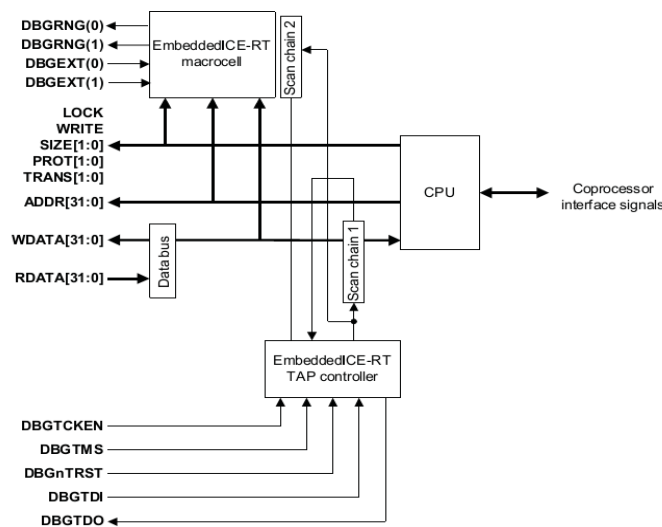 DBGRNG(0)
DBGRNG(1)
DBGEXT(0)
DBGEXT(1)
EmbeddedICE-RT
macrocell
Scan chain 2
LOCK
WRITE
SIZE[1:0]
PROT[1:0]
TRANS[1:0]
ADDR[31:0]
WDATA[31:0]
RDATA[31:0]
Data bus
Scan chain 1
CPU
Coprocessor
interface signals
EmbeddedICE-RT
TAP controller
DBGTCKEN
DBGTMS
DBGnTRST
DBGTDI
DBGTDO